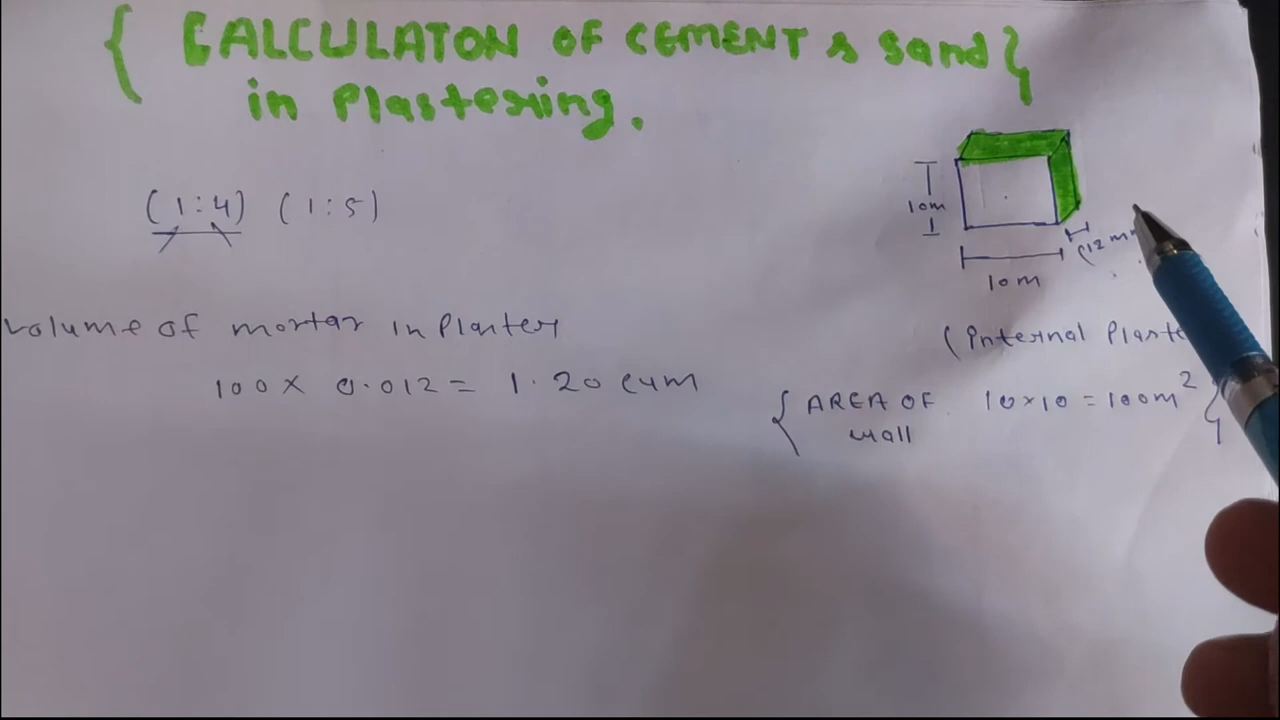 { CALCULATON OF CEMENT & Sand }
in Plastering.
(1:4) (1:5)
10m
(12 mm
10m
Volume of mortar in Plaster
(Internal Plaste
100 x 0.012 = 1.20 cum
{ AREA OF 10x10 = 100m² }
wall